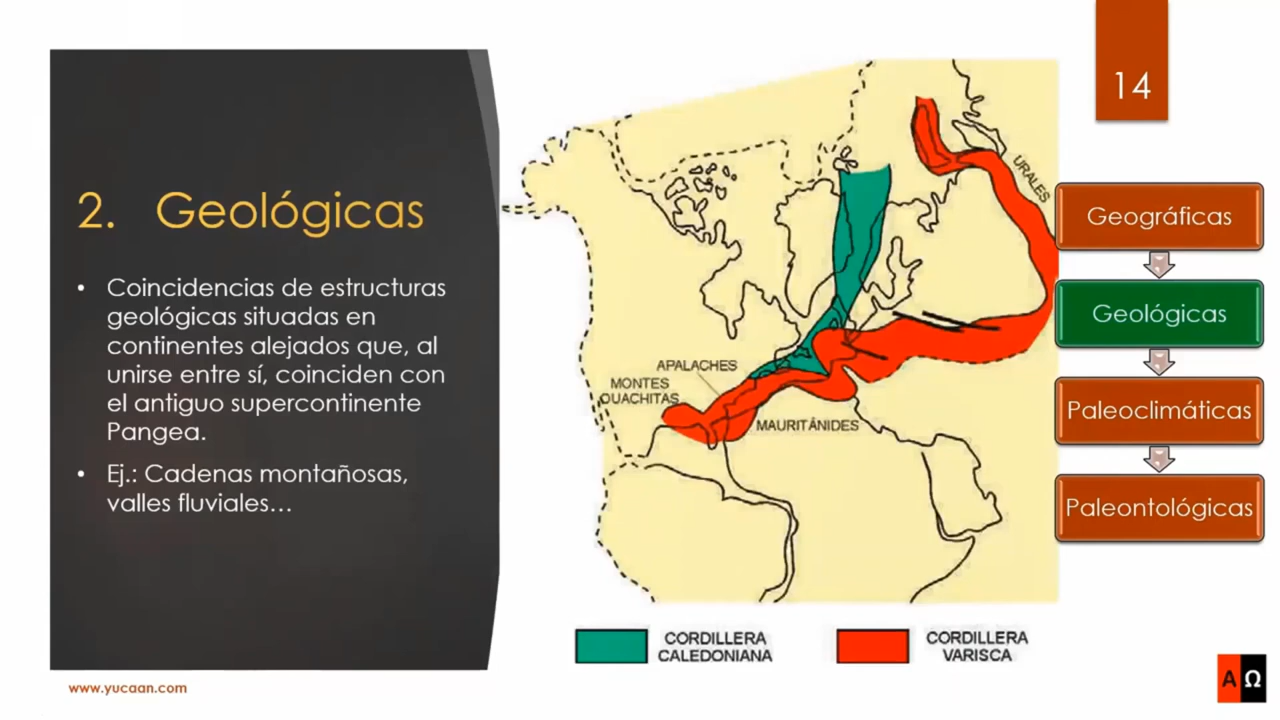 14
2. Geológicas
• Coincidencias de estructuras
geológicas situadas en
continentes alejados que, al
unirse entre sí, coinciden con
el antiguo supercontinente
Pangea.
• Ej.: Cadenas montañosas,
valles fluviales…
URALES
APALACHES
MONTES
OUACHITAS
MAURITÁNIDES
CORDILLERA
CALEDONIANA
CORDILLERA
VARISCA
Geográficas
Geológicas
Paleoclimáticas
Paleontológicas
www.yucaan.com
AΩ